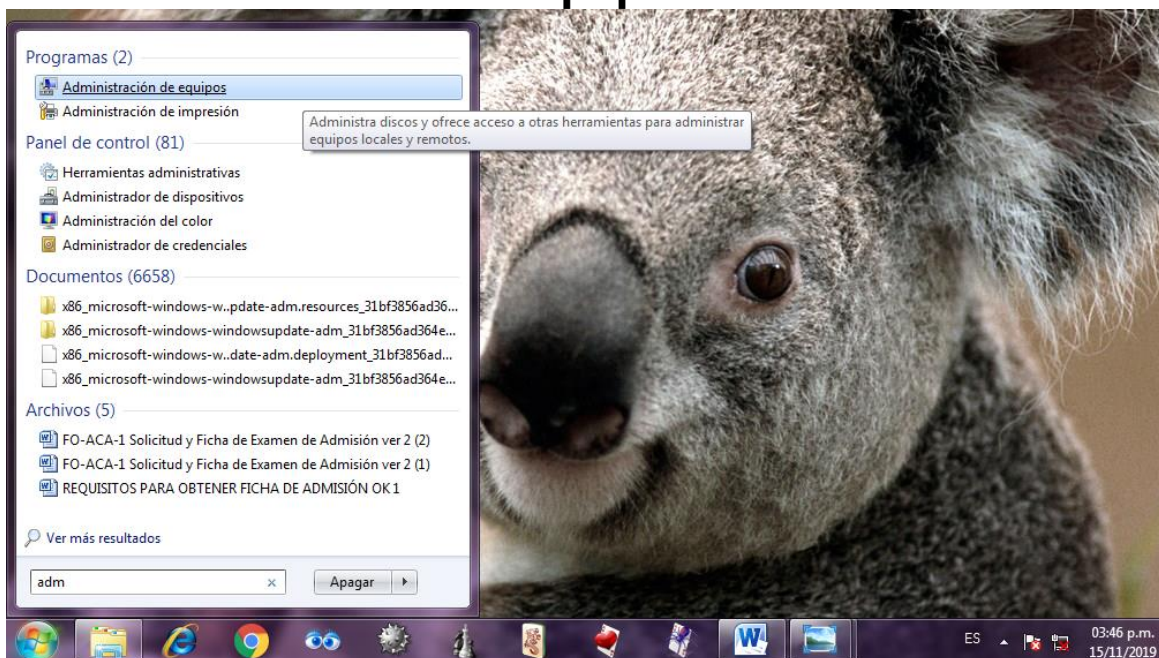 Programas (2)
Administración de equipos
Administración de impresión
Administra discos y ofrece acceso a otras herramientas para administrar
equipos locales y remotos.
Panel de control (81)
Herramientas administrativas
Administrador de dispositivos
Administración del color
Administrador de credenciales
Documentos (6658)
x86_microsoft-windows-w..pdate-adm.resources_31bf3856ad36...
x86_microsoft-windows-windowsupdate-adm_31bf3856ad364e...
x86_microsoft-windows-w..date-adm.deployment_31bf3856ad...
x86_microsoft-windows-windowsupdate-adm_31bf3856ad364e...
Archivos (5)
FO-ACA-1 Solicitud y Ficha de Examen de Admisión ver 2 (2)
FO-ACA-1 Solicitud y Ficha de Examen de Admisión ver 2 (1)
REQUISITOS PARA OBTENER FICHA DE ADMISIÓN OK 1
Ver más resultados
adm
Apagar
ES
03:46 p.m.
15/11/2019